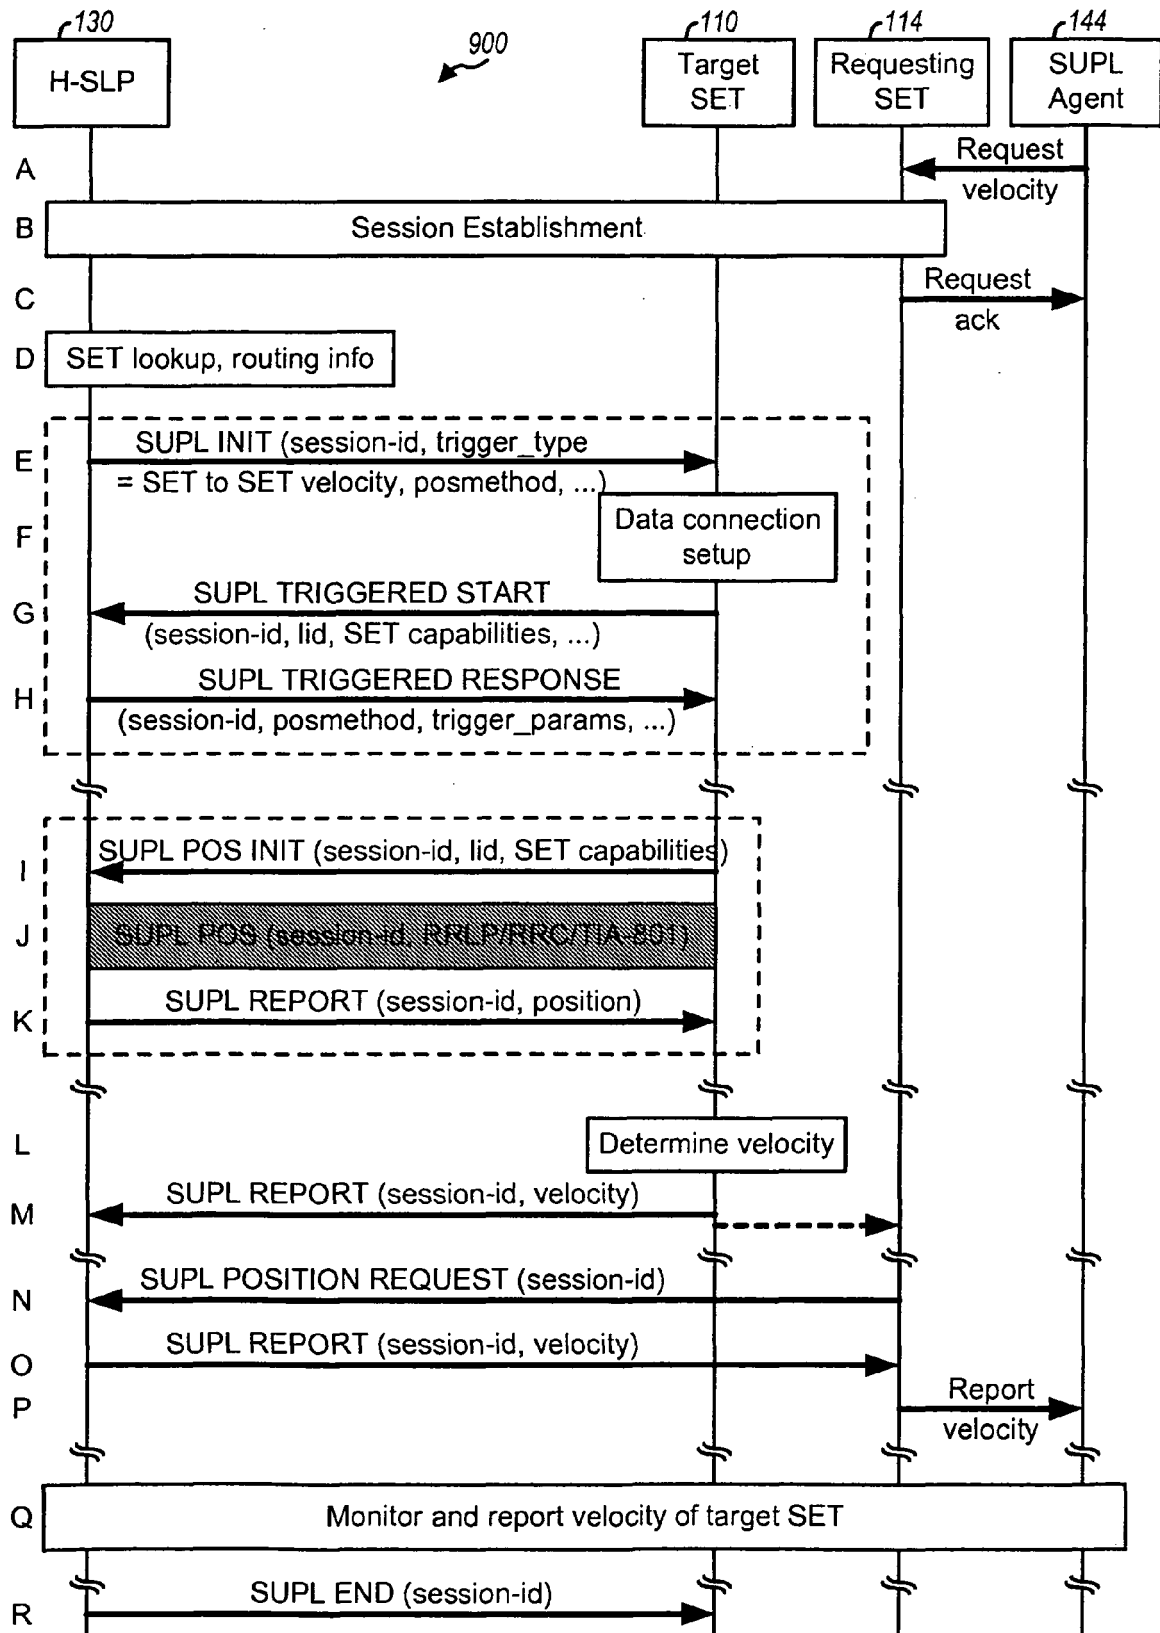 130
110
114
144
900
H-SLP
Target
SET
Requesting
SET
SUPL
Agent
A
Request
velocity
B
Session Establishment
C
Request
ack
D
SET lookup, routing info
E
SUPL INIT (session-id, trigger_type
= SET to SET velocity, posmethod, ...)
F
Data connection
setup
G
SUPL TRIGGERED START
(session-id, lid, SET capabilities, ...)
H
SUPL TRIGGERED RESPONSE
(session-id, posmethod, trigger_params, ...)
I
SUPL POS INIT (session-id, lid, SET capabilities)
J
SUPL POS (session-id, RRLP/RRC/TIA-801)
K
SUPL REPORT (session-id, position)
L
Determine velocity
M
SUPL REPORT (session-id, velocity)
N
SUPL POSITION REQUEST (session-id)
O
SUPL REPORT (session-id, velocity)
P
Report
velocity
Q
Monitor and report velocity of target SET
R
SUPL END (session-id)